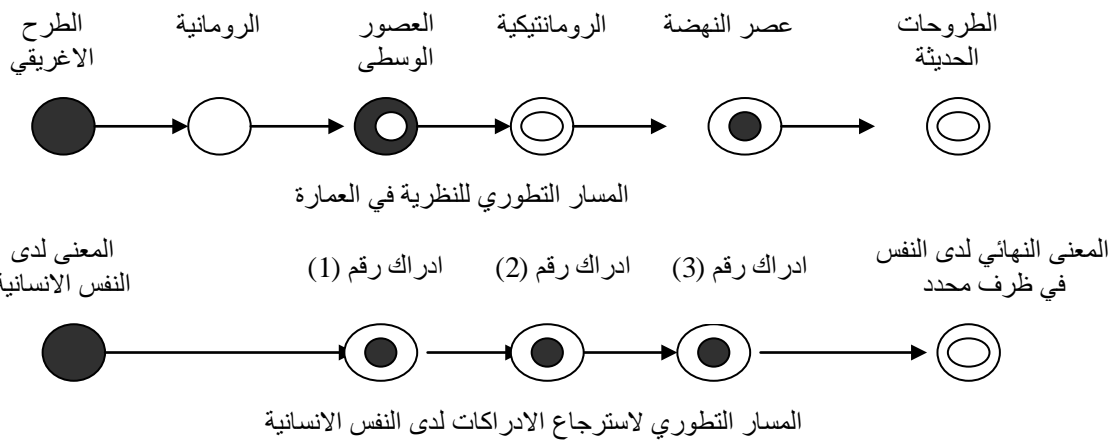 الطرح
الاغريقي
الرومانية
العصور
الوسطى
الرومانتيكية
عصر النهضة
الطروحات
الحديثة
المسار التطوري للنظرية في العمارة
المعنى لدى
النفس الانسانية
ادراك رقم (1)
ادراك رقم (2)
ادراك رقم (3)
المعنى النهائي لدى النفس
في ظرف محدد
المسار التطوري لاسترجاع الادراكات لدى النفس الانسانية